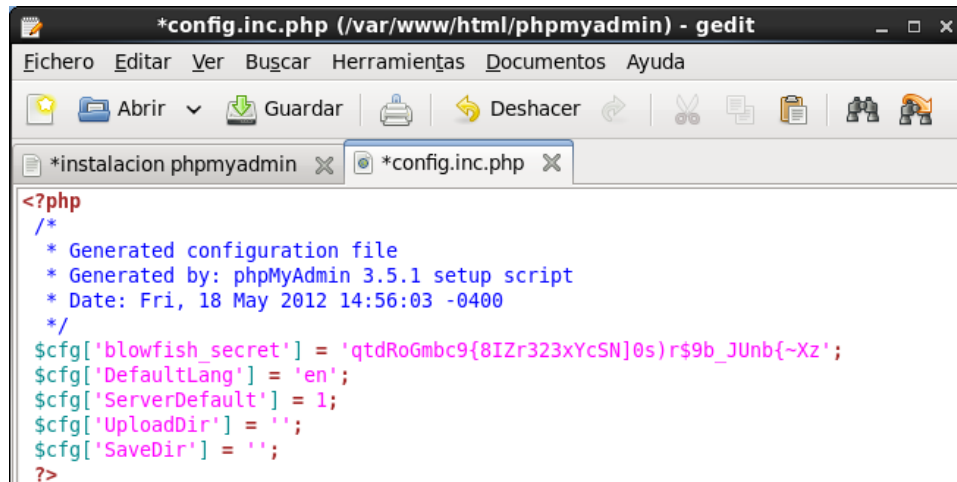 *config.inc.php (/var/www/html/phpmyadmin) - gedit
Fichero Editar Ver Buscar Herramientas Documentos Ayuda
Abrir Guardar Deshacer
*instalacion phpmyadmin *config.inc.php
<?php
/*
* Generated configuration file
* Generated by: phpMyAdmin 3.5.1 setup script
* Date: Fri, 18 May 2012 14:56:03 -0400
*/
$cfg['blowfish_secret'] = 'qtdRoGmbc9{8IZr323xYcSN]0s)r$9b_JUnb{~Xz';
$cfg['DefaultLang'] = 'en';
$cfg['ServerDefault'] = 1;
$cfg['UploadDir'] = '';
$cfg['SaveDir'] = '';
?>